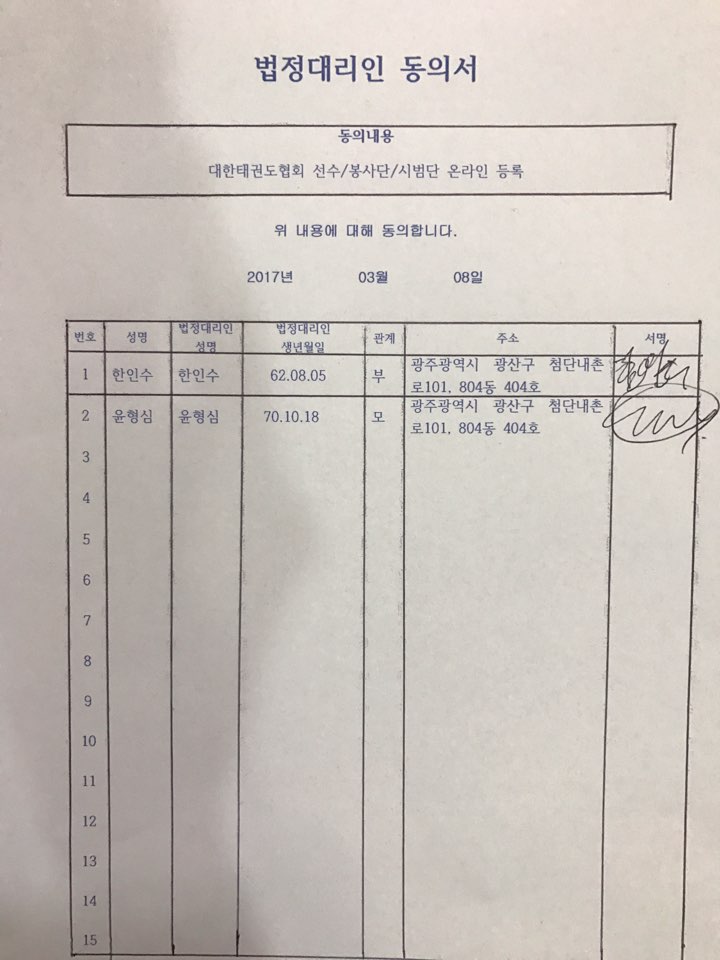 법정대리인 동의서
동의내용
대한태권도협회 선수/봉사단/시범단 온라인 등록
위 내용에 대해 동의합니다.
2017년 03월 08일
번호 성명 법정대리인 성명 법정대리인 생년월일 관계 주소 서명
1 한인수 한인수 62.08.05 부 광주광역시 광산구 첨단내촌
로101, 804동 404호
2 윤형심 윤형심 70.10.18 모 광주광역시 광산구 첨단내촌
로101, 804동 404호
3
4
5
6
7
8
9
10
11
12
13
14
15